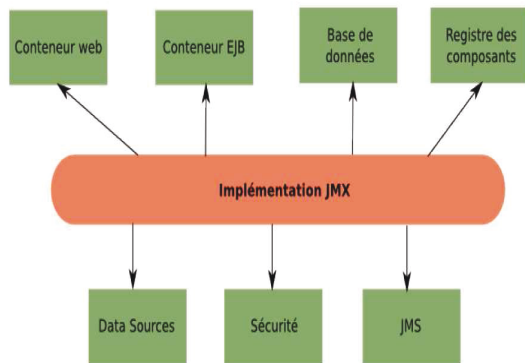 Conteneur web
Conteneur EJB
Base de
données
Registre des
composants
Implémentation JMX
Data Sources
Sécurité
JMS